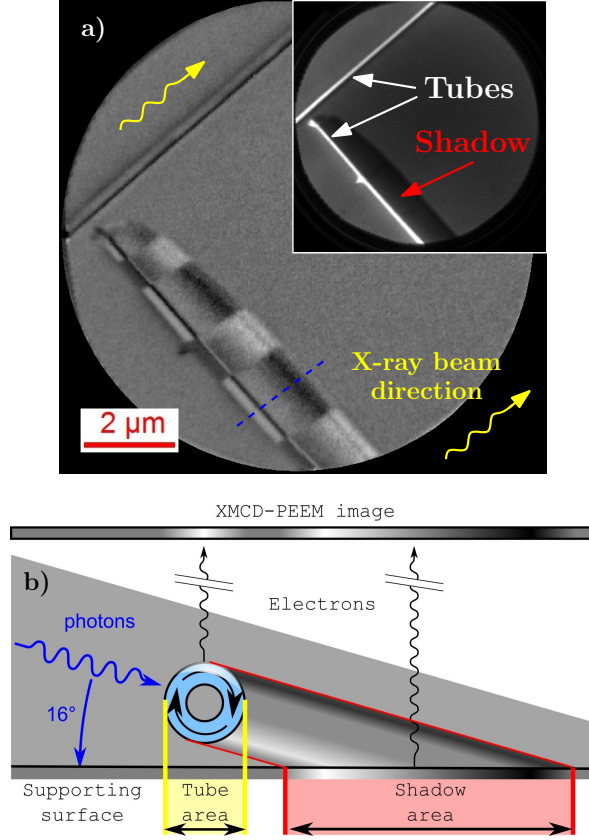 a)
Tubes
Shadow
X-ray beam
direction
2 µm
XMCD-PEEM image
b)
Electrons
photons
16°
Supporting
surface
Tube
area
Shadow
area